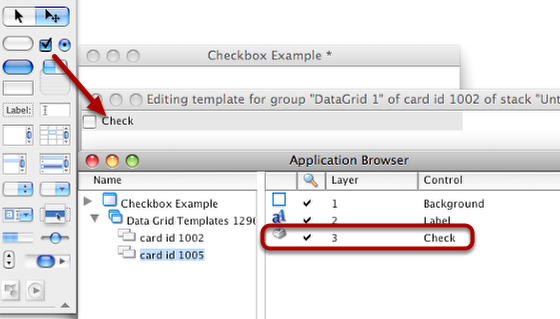 Checkbox Example *
Editing template for group "DataGrid 1" of card id 1002 of stack "Unt
Check
Label:
Application Browser
Name
Layer
Control
Checkbox Example
1
Background
Data Grid Templates 1296
2
Label
card id 1002
3
Check
card id 1005